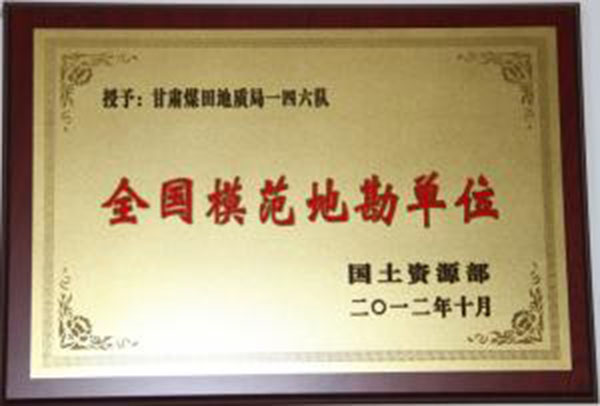 授予：甘肃煤田地质局一四六队
全国模范地勘单位
国土资源部
二〇一二年十月